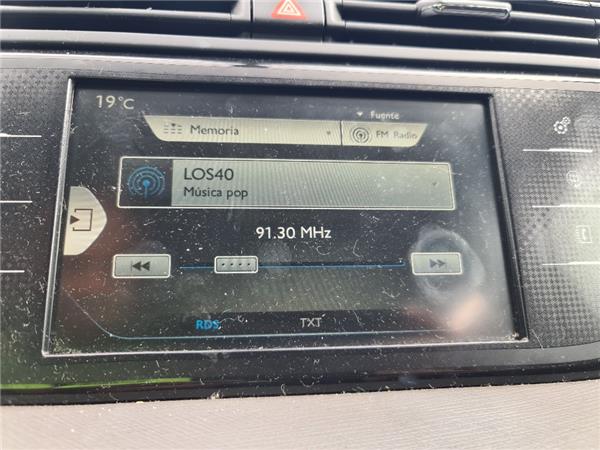 19°C
Fuente
Memoria
FM Radio
LOS40
Música pop
91.30 MHz
RDS
TXT